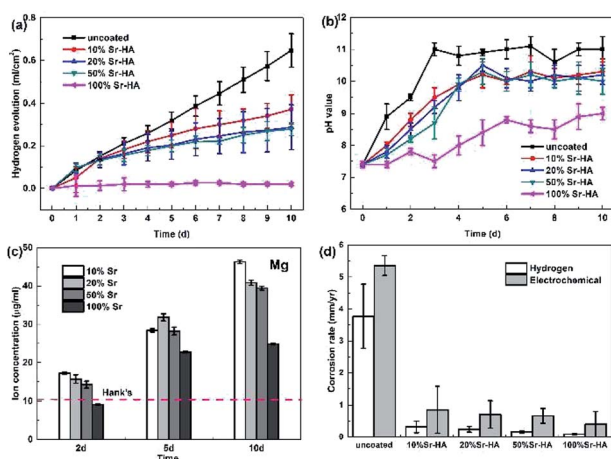 (a)
uncoated
10% Sr-HA
20% Sr-HA
50% Sr-HA
100% Sr-HA
Hydrogen evolution (ml/cm²)
0.8
0.6
0.4
0.2
0.0
0 1 2 3 4 5 6 7 8 9 10
Time (d)
(b)
uncoated
10% Sr-HA
20% Sr-HA
50% Sr-HA
100% Sr-HA
pH value
12
11
10
9
8
7
6
0 2 4 6 8 10
Time (d)
(c)
Mg
10% Sr
20% Sr
50% Sr
100% Sr
Hank's
Ion concentration (μg/ml)
50
40
30
20
10
0
2d 5d 10d
Time
(d)
Hydrogen
Electrochemical
Corrosion rate (mm/yr)
6
5
4
3
2
1
0
uncoated 10%Sr-HA 20%Sr-HA 50%Sr-HA 100%Sr-HA